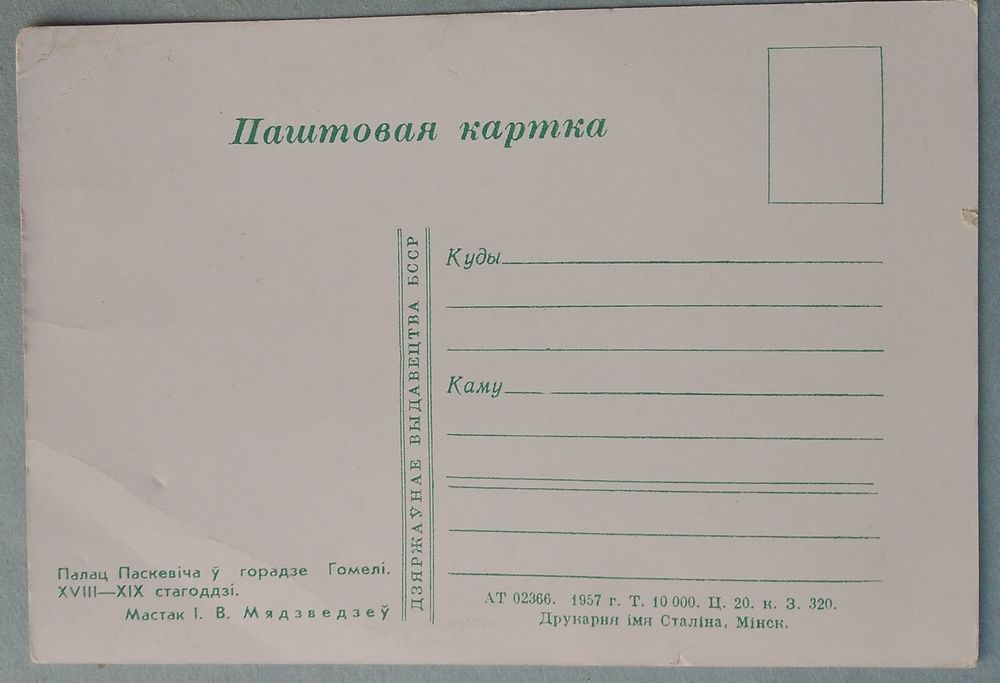 Паштовая картка
ДЗЯРЖАЎНАЕ ВЫДАВЕЦТВА БССР
Куды
Каму
Палац Паскевіча ў горадзе Гомелі.
XVIII—XIX стагоддзі.
Мастак І. В. Мядзведзеў
АТ 02366. 1957 г. Т. 10 000. Ц. 20. к. З. 320.
Друкарня імя Сталіна, Мінск.